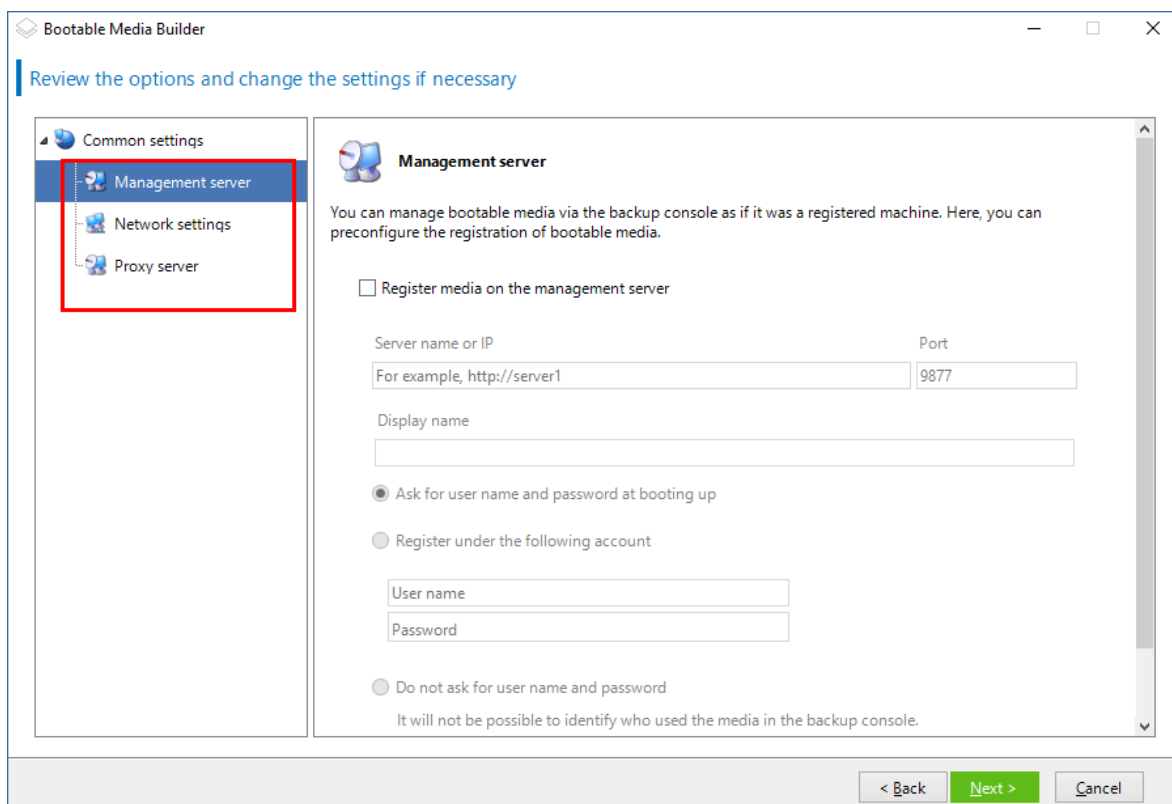 Bootable Media Builder
Review the options and change the settings if necessary
Common settings
Management server
Network settings
Proxy server
Management server
You can manage bootable media via the backup console as if it was a registered machine. Here, you can
preconfigure the registration of bootable media.
Register media on the management server
Server name or IP
Port
For example, http://server1
9877
Display name
Ask for user name and password at booting up
Register under the following account
User name
Password
Do not ask for user name and password
It will not be possible to identify who used the media in the backup console.
< Back
Next >
Cancel